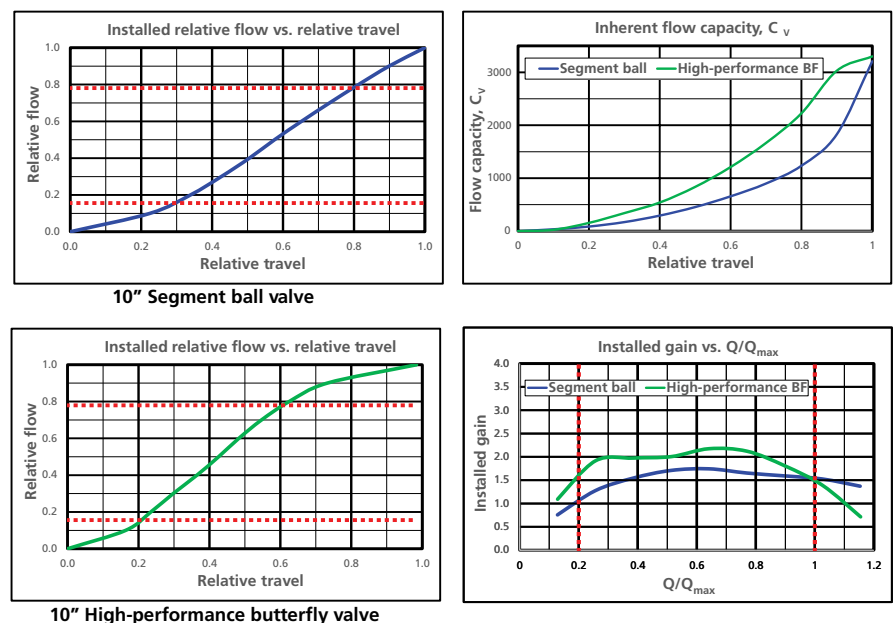 Installed relative flow vs. relative travel
1.0
0.8
0.6
0.4
0.2
0.0
Relative flow
0.0 0.2 0.4 0.6 0.8 1.0
Relative travel
10″ Segment ball valve
Inherent flow capacity, C v
Segment ball High-performance BF
3000
2000
1000
0
Flow capacity, Cv
0 0.2 0.4 0.6 0.8 1
Relative travel
Installed relative flow vs. relative travel
1.0
0.8
0.6
0.4
0.2
0.0
Relative flow
0.0 0.2 0.4 0.6 0.8 1.0
Relative travel
10″ High-performance butterfly valve
Installed gain vs. Q/Qmax
Segment ball High-performance BF
4.0
3.5
3.0
2.5
2.0
1.5
1.0
0.5
0.0
Installed gain
0 0 0.2 0.4 0.6 0.8 1 1.2
Q/Qmax